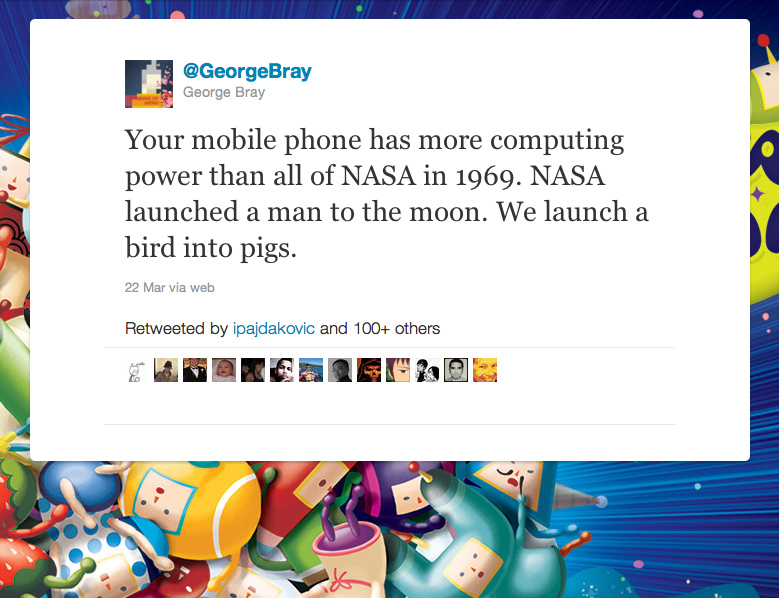 @GeorgeBray
George Bray
Your mobile phone has more computing
power than all of NASA in 1969. NASA
launched a man to the moon. We launch a
bird into pigs.
22 Mar via web
Retweeted by ipajdakovic and 100+ others